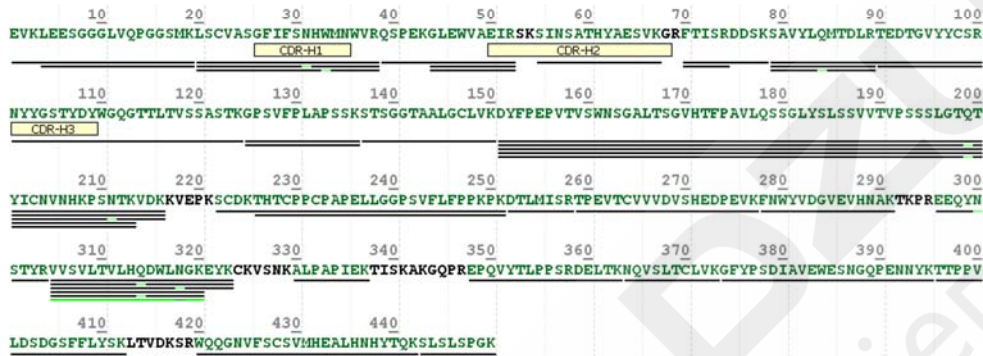 10 20 30 40 50 60 70 80 90 100
EVKLEESGGGLVQPGGSMKLSCVASGFIFSNHWMNWVRQSPEKGLEWVAEIRSKSINSATHYAESVKGRFTISRDDSKSAVYLQMTDLRTEDTGVYYCSR
CDR-H1 CDR-H2
110 120 130 140 150 160 170 180 190 200
NYYGSTYDYWGQGTTLTVSSASTKGPSVFPLAPSSKSTSGGTAALGCLVKDYFPEPVTVSWNSGALTSGVHTFPAVLQSSGLYSLSSVVTVPSSSLGTQT
CDR-H3
210 220 230 240 250 260 270 280 290 300
YICNVNHKPSNTKVDKKVEPKSCDKTHTCPPCPAPELLGGPSVFLFPPKPKDTLMISRTPEVTCVVVDVSHEDPEVKFNWYVDGVEVHNAKTKPREEQYN
310 320 330 340 350 360 370 380 390 400
STYRVVSVLTVLHQDWLNGKEYKCKVSNKALPAPIEKTISKAKGQPREPQVYTLPPSRDELTKNQVSLTCLVKGFYPSDIAVEWESNGQPENNYKTTPPV
410 420 430 440
LDSDGSFFLYSKLTVDKSRWQQGNVFSCSVMHEALHNHYTQKSLSLSPGK